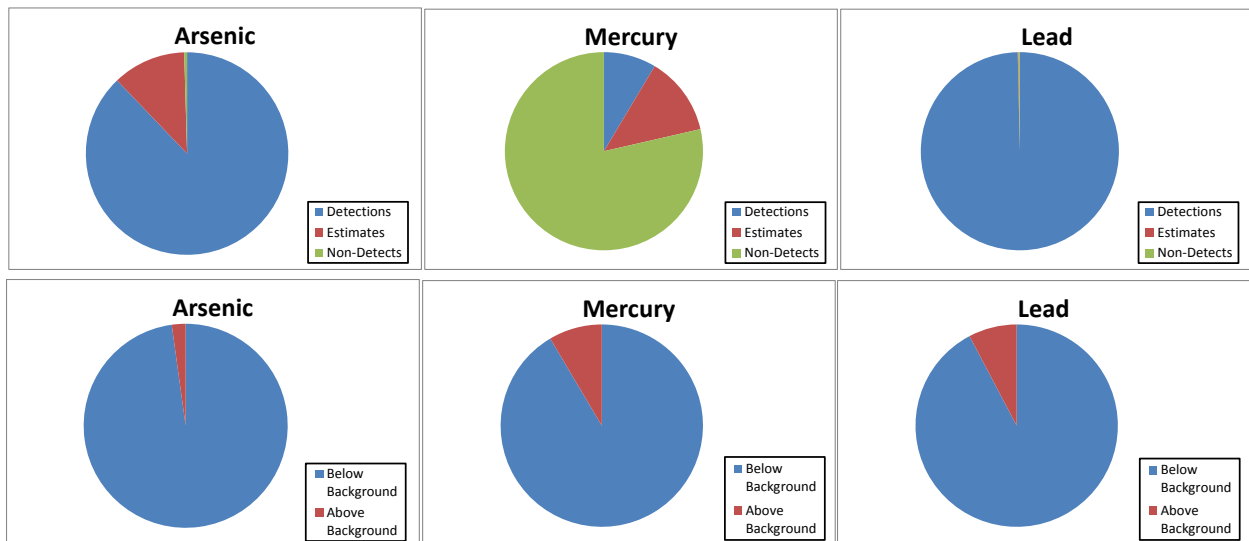 Arsenic
Detections
Estimates
Non-Detects
Mercury
Detections
Estimates
Non-Detects
Lead
Detections
Estimates
Non-Detects
Arsenic
Below
Background
Above
Background
Mercury
Below
Background
Above
Background
Lead
Below
Background
Above
Background